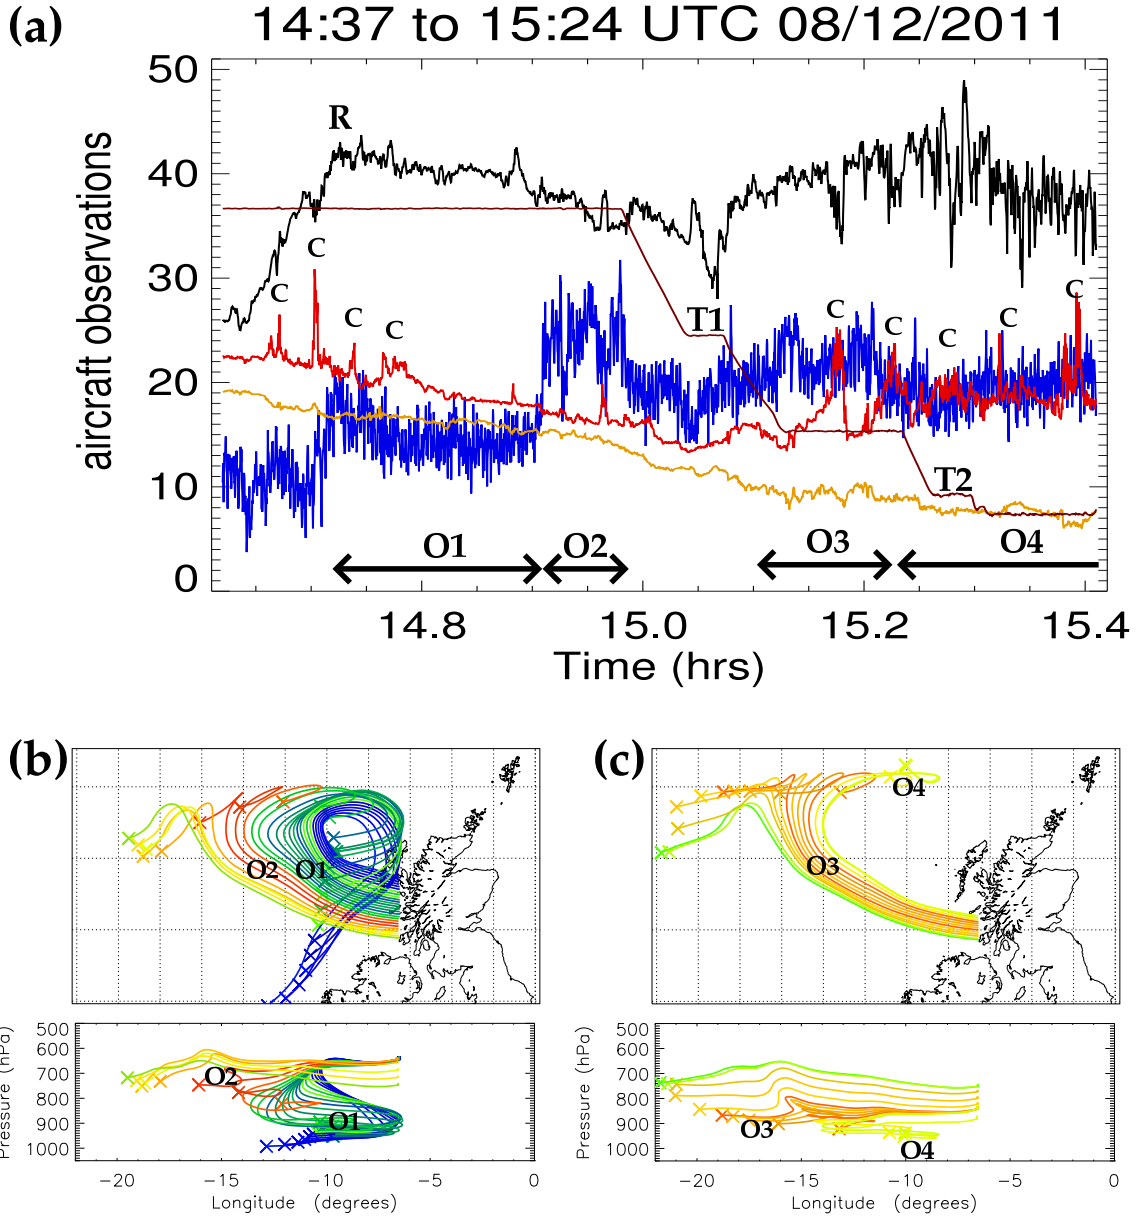 (a) 14:37 to 15:24 UTC 08/12/2011
aircraft observations
50
40
30
20
10
0
R
C
C
C
C
T1
C
C
C
C
C
T2
O1
O2
O3
O4
14.8
15.0
15.2
15.4
Time (hrs)
(b)
O2
O1
(c)
O4
O3
Pressure (hPa)
500
600
700
800
900
1000
O2
O1
−20
−15
−10
−5
0
Longitude (degrees)
Pressure (hPa)
500
600
700
800
900
1000
O3
O4
−20
−15
−10
−5
0
Longitude (degrees)